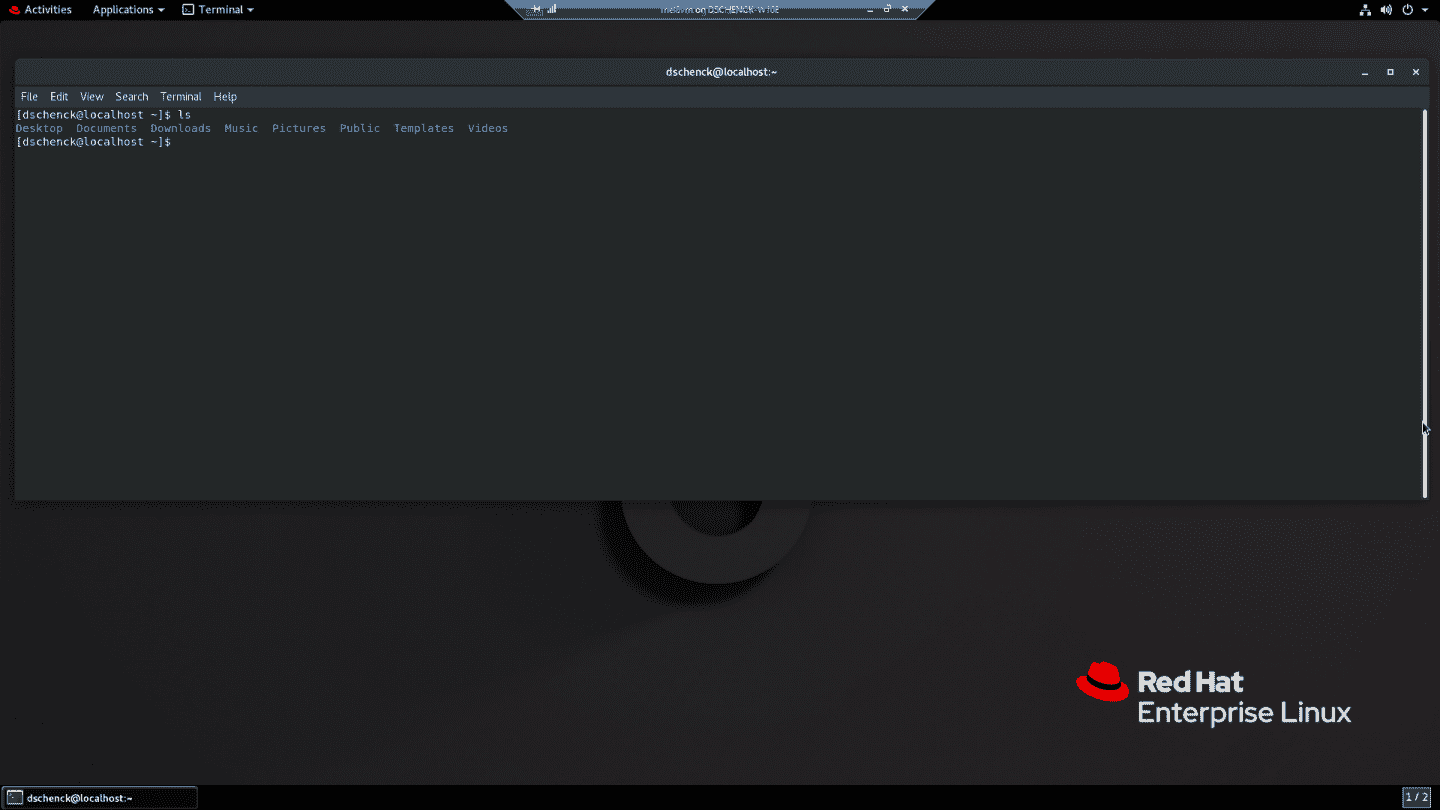 Activities Applications Terminal
on DSCHENCK-W10E
dschenck@localhost:~
File Edit View Search Terminal Help
[dschenck@localhost ~]$ ls
Desktop Documents Downloads Music Pictures Public Templates Videos
[dschenck@localhost ~]$
Red Hat
Enterprise Linux
dschenck@localhost:~
1 / 2